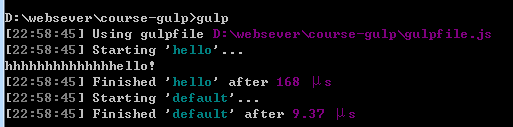 D:\websever\course-gulp>gulp
[22:58:45] Using gulpfile D:\websever\course-gulp\gulpfile.js
[22:58:45] Starting 'hello'...
hhhhhhhhhhhhhhello!
[22:58:45] Finished 'hello' after 168 μs
[22:58:45] Starting 'default'...
[22:58:45] Finished 'default' after 9.37 μs